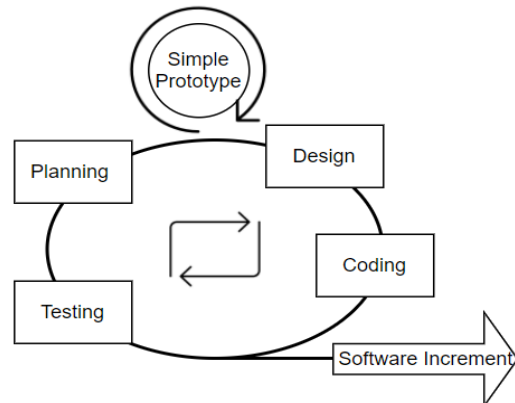 Simple
Prototype
Planning
Design
Coding
Testing
Software Increment